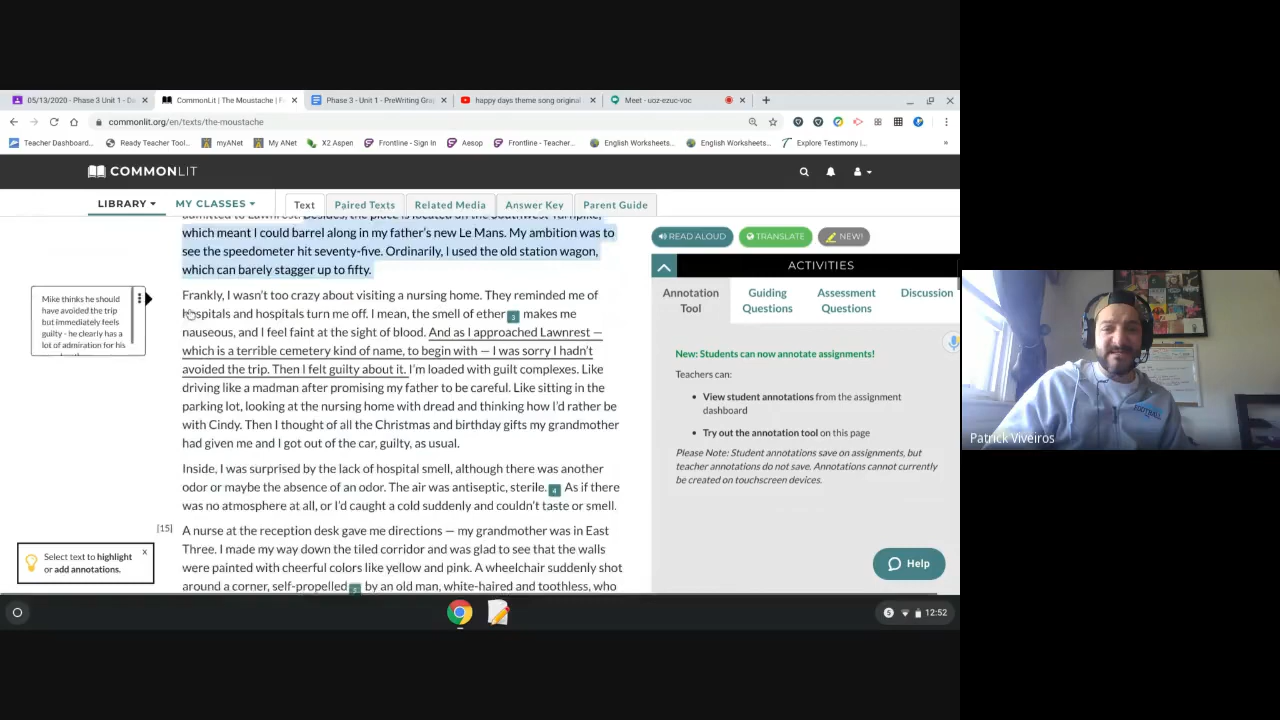 05/13/2020 - Phase 3 Unit 1 - Da
CommonLit | The Moustache | F
Phase 3 - Unit 1 - PreWriting Gra
happy days theme song original
Meet - uoz-ezuc-voc
commonlit.org/en/texts/the-moustache
Teacher Dashboard...
Ready Teacher Tool...
myANet
My ANet
X2 Aspen
Frontline - Sign In
Aesop
Frontline - Teacher...
English Worksheets...
English Worksheets...
Explore Testimony I...
»
COMMONLIT
LIBRARY
MY CLASSES
Text
Paired Texts
Related Media
Answer Key
Parent Guide
admitted to Lawnrest. Besides, the place is located on the Southwest Turnpike,
which meant I could barrel along in my father's new Le Mans. My ambition was to
see the speedometer hit seventy-five. Ordinarily, I used the old station wagon,
which can barely stagger up to fifty.
Mike thinks he should
have avoided the trip
but immediately feels
guilty - he clearly has a
lot of admiration for his
Frankly, I wasn't too crazy about visiting a nursing home. They reminded me of
hospitals and hospitals turn me off. I mean, the smell of ether 3 makes me
nauseous, and I feel faint at the sight of blood. And as I approached Lawnrest —
which is a terrible cemetery kind of name, to begin with — I was sorry I hadn't
avoided the trip. Then I felt guilty about it. I'm loaded with guilt complexes. Like
driving like a madman after promising my father to be careful. Like sitting in the
parking lot, looking at the nursing home with dread and thinking how I'd rather be
with Cindy. Then I thought of all the Christmas and birthday gifts my grandmother
had given me and I got out of the car, guilty, as usual.
Inside, I was surprised by the lack of hospital smell, although there was another
odor or maybe the absence of an odor. The air was antiseptic, sterile. 4 As if there
was no atmosphere at all, or I'd caught a cold suddenly and couldn't taste or smell.
[15]
A nurse at the reception desk gave me directions — my grandmother was in East
Three. I made my way down the tiled corridor and was glad to see that the walls
were painted with cheerful colors like yellow and pink. A wheelchair suddenly shot
around a corner, self-propelled 5 by an old man, white-haired and toothless, who
Select text to highlight
or add annotations.
x
READ ALOUD
TRANSLATE
NEW!
ACTIVITIES
Annotation
Tool
Guiding
Questions
Assessment
Questions
Discussion
New: Students can now annotate assignments!
Teachers can:
• View student annotations from the assignment
dashboard
• Try out the annotation tool on this page
Please Note: Student annotations save on assignments, but
teacher annotations do not save. Annotations cannot currently
be created on touchscreen devices.
Help
12:52
Patrick Viveiros